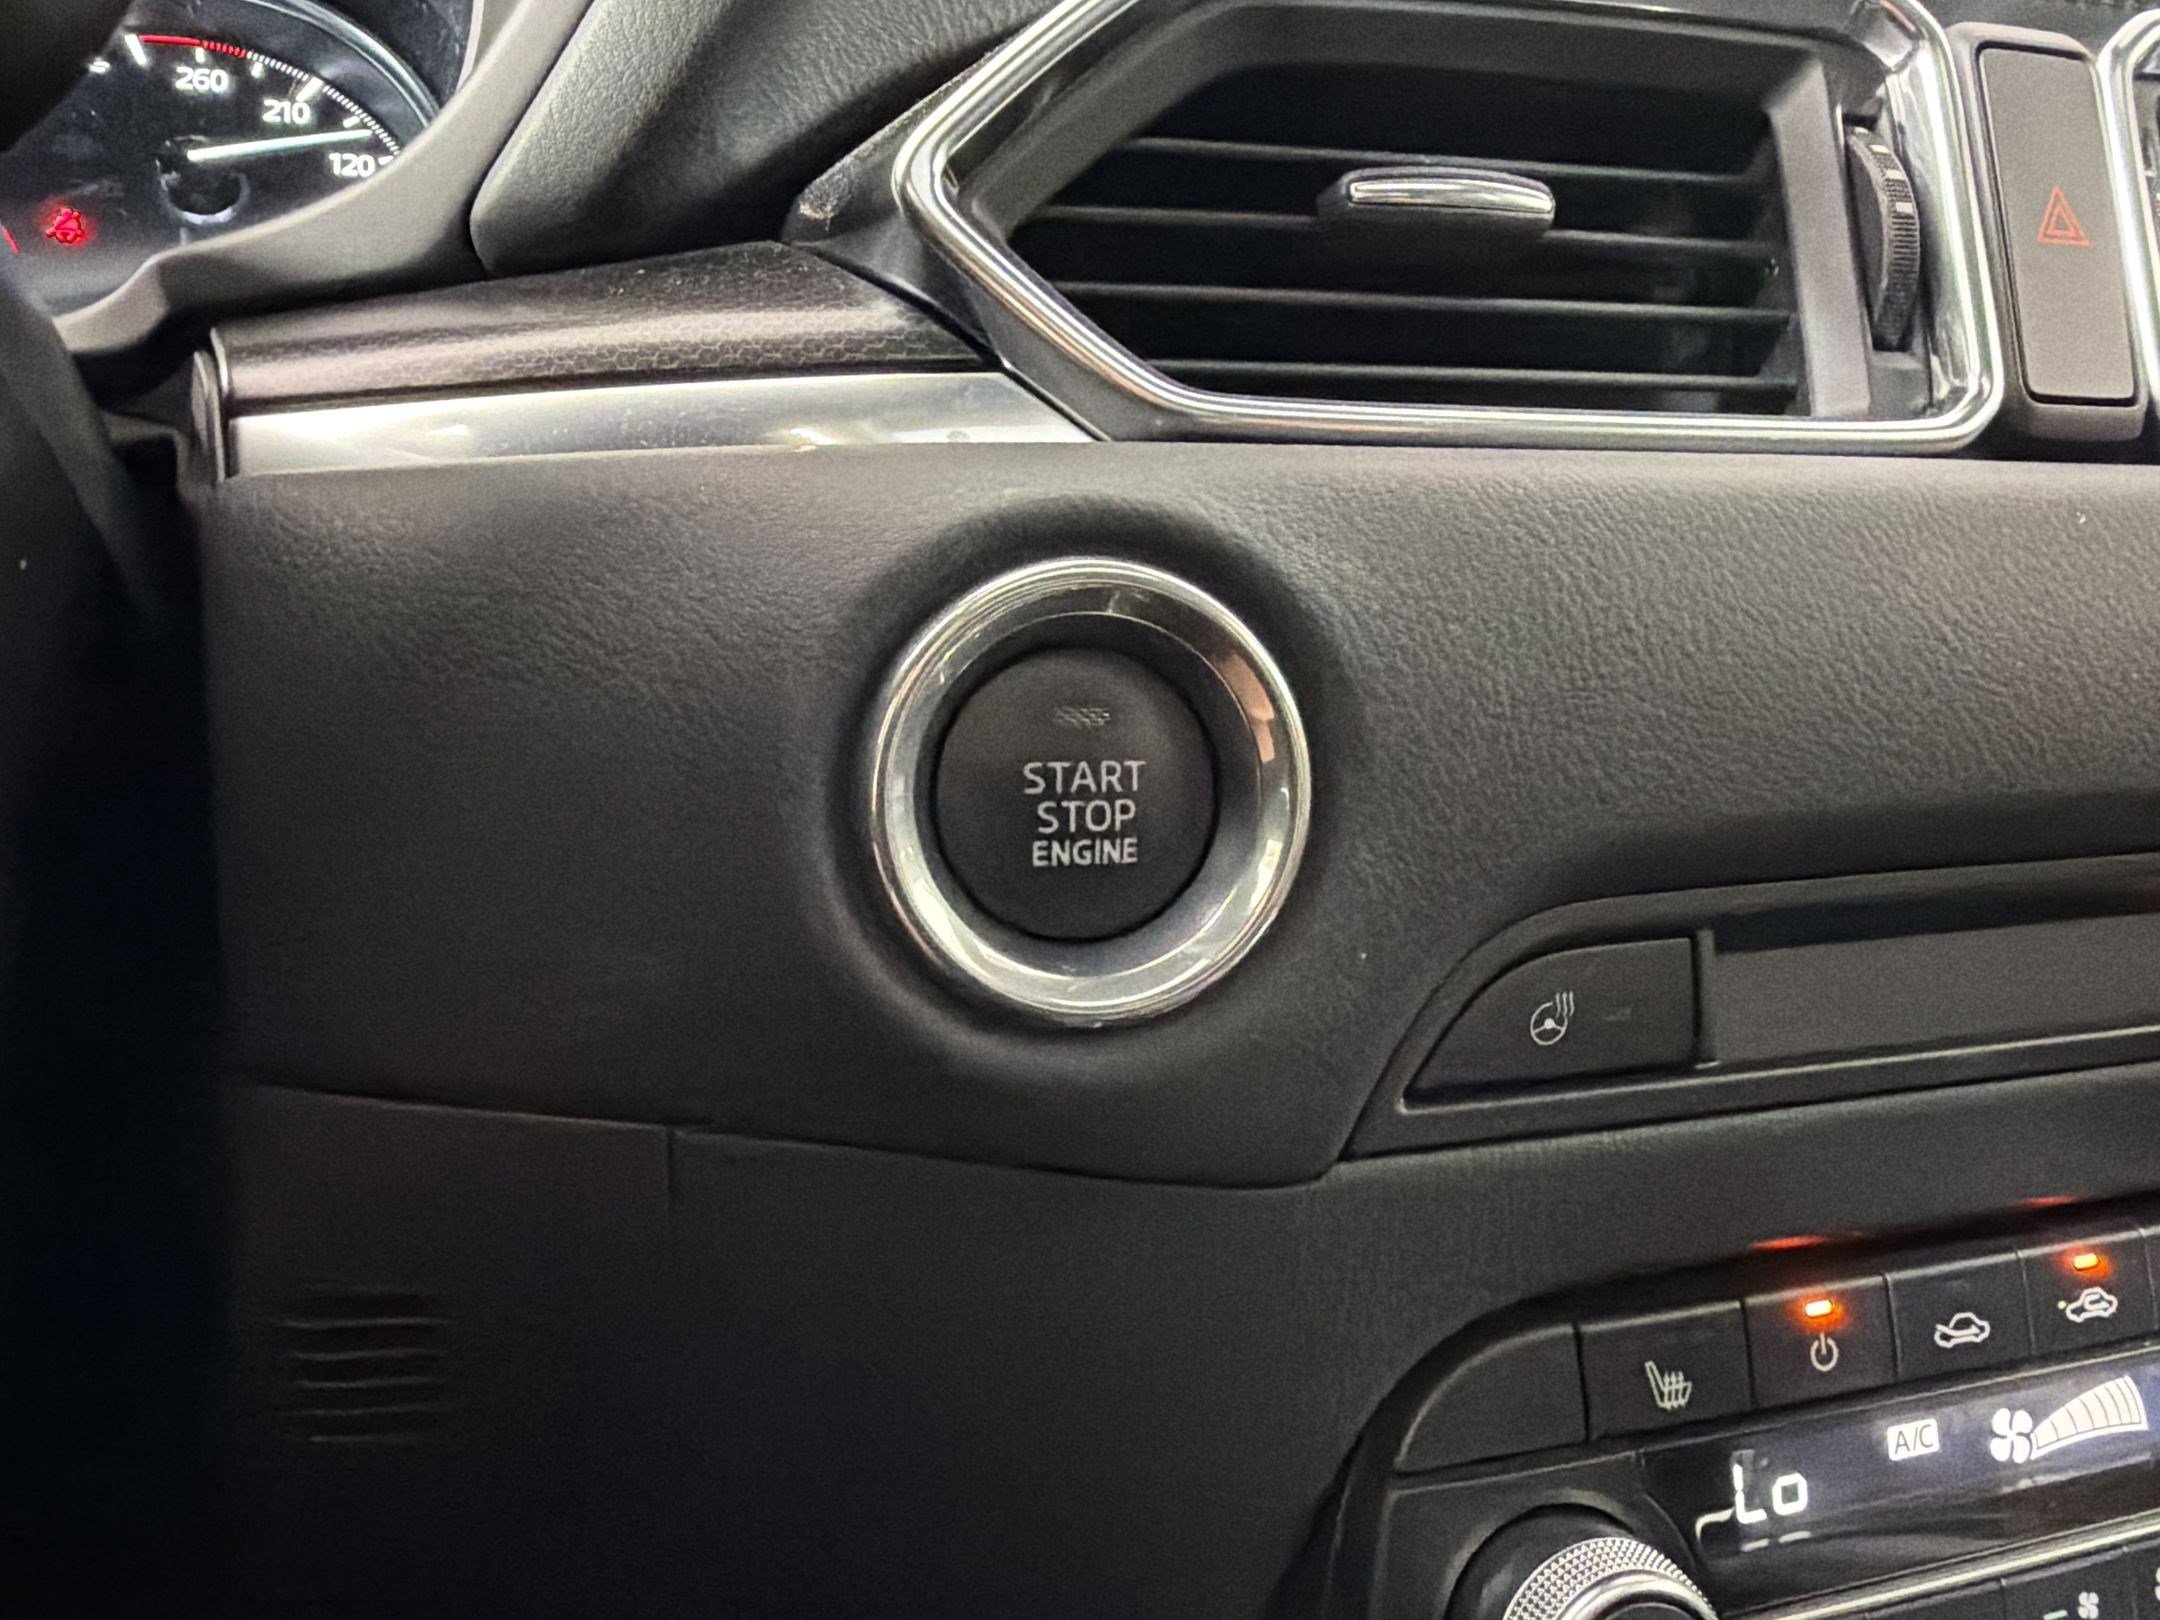 260
210
120
START
STOP
ENGINE
A/C
Lo